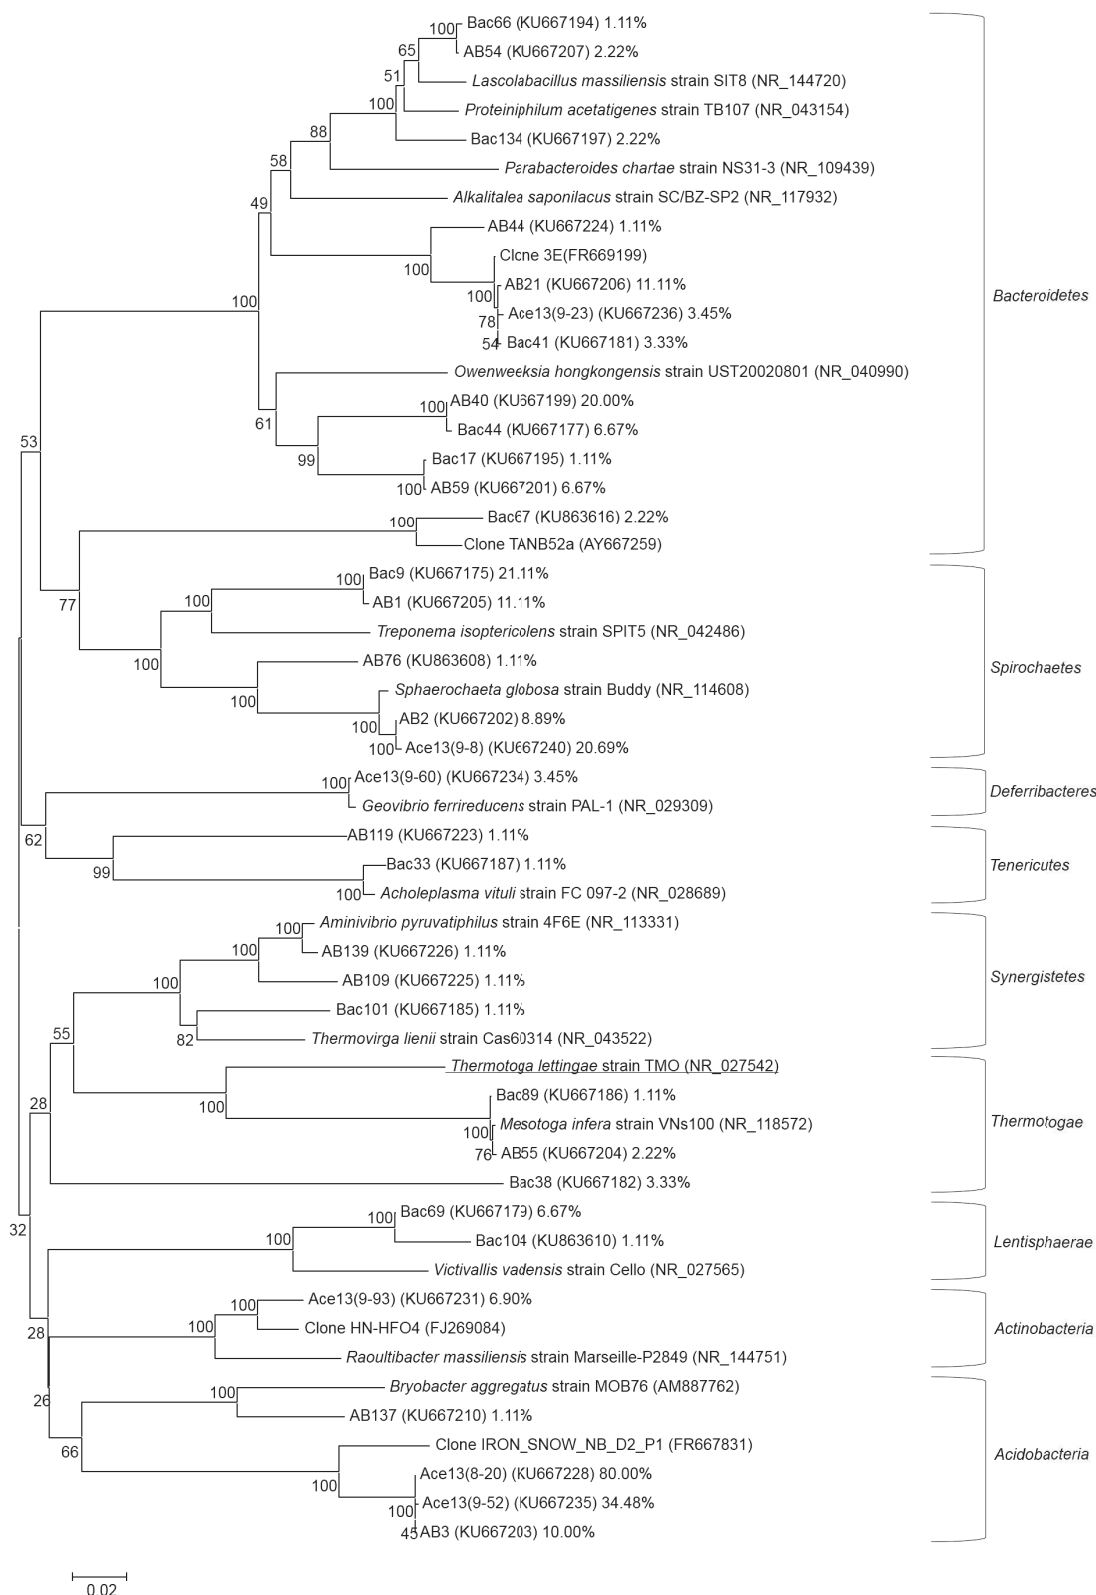 100
Bac66 (KU667194) 1.11%
65
AB54 (KU667207) 2.22%
51
Lascolabacillus massiliensis strain SIT8 (NR_144720)
100
Proteiniphilum acetatigenes strain TB107 (NR_043154)
88
Bac134 (KU667197) 2.22%
58
Parabacteroides chartae strain NS31-3 (NR_109439)
49
Alkalitalea saponilacus strain SC/BZ-SP2 (NR_117932)
AB44 (KU667224) 1.11%
100
Clone 3E(FR669199)
100
AB21 (KU667206) 11.11%
Bacteroidetes
100
78
Ace13(9-23) (KU667236) 3.45%
54
Bac41 (KU667181) 3.33%
Owenweeksia hongkongensis strain UST20020801 (NR_040990)
61
100
AB40 (KU667199) 20.00%
Bac44 (KU667177) 6.67%
53
99
Bac17 (KU667195) 1.11%
100
AB59 (KU667201) 6.67%
100
Bac67 (KU863616) 2.22%
Clone TANB52a (AY667259)
77
100
Bac9 (KU667175) 21.11%
100
AB1 (KU667205) 11.11%
Treponema isoptericolens strain SPIT5 (NR_042486)
100
AB76 (KU863608) 1.11%
Spirochaetes
100
Sphaerochaeta globosa strain Buddy (NR_114608)
100
AB2 (KU667202) 8.89%
100
Ace13(9-8) (KU667240) 20.69%
100
Ace13(9-60) (KU667234) 3.45%
Deferribacteres
Geovibrio ferrireducens strain PAL-1 (NR_029309)
62
AB119 (KU667223) 1.11%
99
Bac33 (KU667187) 1.11%
Tenericutes
100
Acholeplasma vituli strain FC 097-2 (NR_028689)
100
Aminivibrio pyruvatiphilus strain 4F6E (NR_113331)
100
AB139 (KU667226) 1.11%
100
AB109 (KU667225) 1.11%
Synergistetes
Bac101 (KU667185) 1.11%
55
82
Thermovirga lienii strain Cas60314 (NR_043522)
Thermotoga lettingae strain TMO (NR_027542)
28
100
Bac89 (KU667186) 1.11%
100
Mesotoga infera strain VNs100 (NR_118572)
Thermotogae
76
AB55 (KU667204) 2.22%
Bac38 (KU667182) 3.33%
32
100
Bac69 (KU667179) 6.67%
100
Bac104 (KU863610) 1.11%
Lentisphaerae
Victivallis vadensis strain Cello (NR_027565)
100
Ace13(9-93) (KU667231) 6.90%
28
100
Clone HN-HFO4 (FJ269084)
Actinobacteria
Raoultibacter massiliensis strain Marseille-P2849 (NR_144751)
26
100
Bryobacter aggregatus strain MOB76 (AM887762)
AB137 (KU667210) 1.11%
66
Clone IRON_SNOW_NB_D2_P1 (FR667831)
Acidobacteria
100
Ace13(8-20) (KU667228) 80.00%
100
Ace13(9-52) (KU667235) 34.48%
45
AB3 (KU667203) 10.00%
0.02